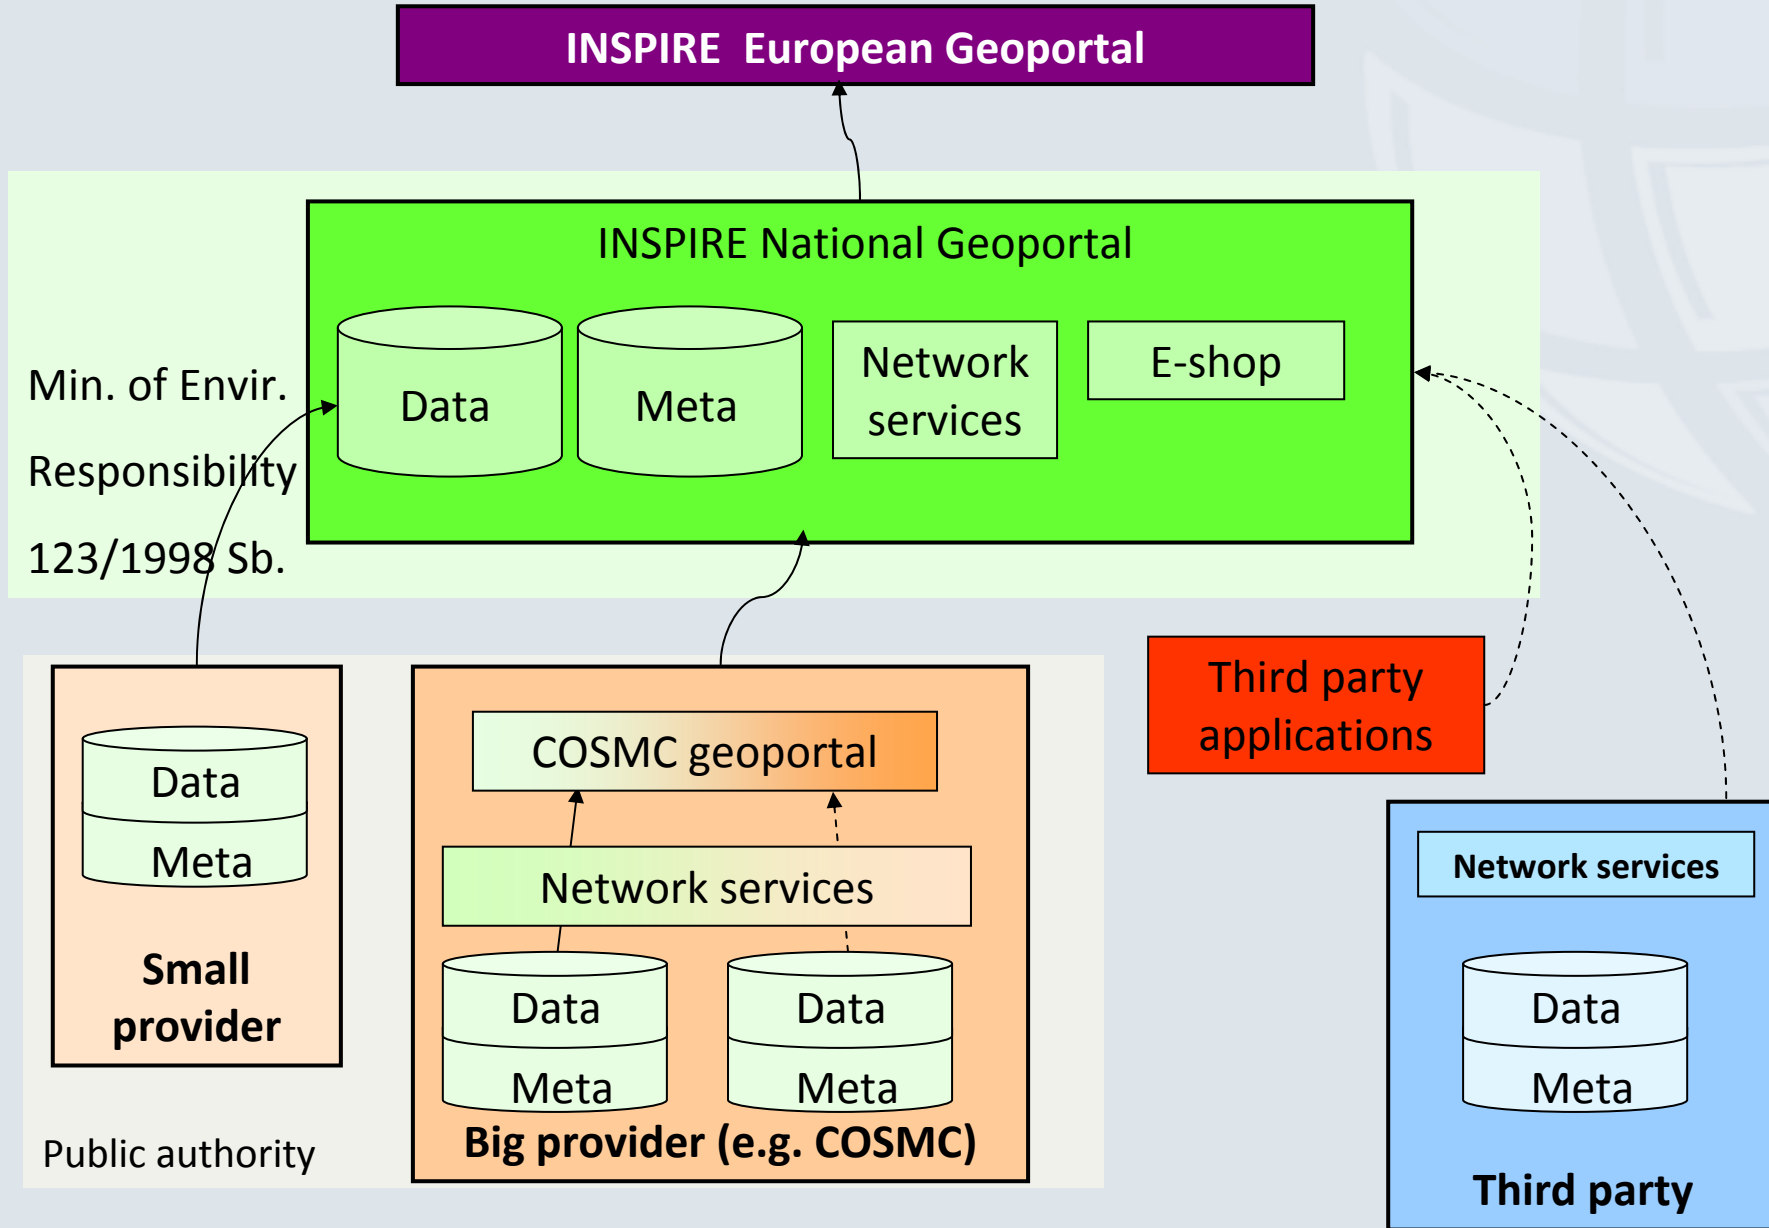 INSPIRE European Geoportal
INSPIRE National Geoportal
Data
Meta
Network
services
E-shop
Min. of Envir.
Responsibility
123/1998 Sb.
Data
Meta
Small
provider
Public authority
COSMC geoportal
Network services
Data
Meta
Data
Meta
Big provider (e.g. COSMC)
Third party
applications
Network services
Data
Meta
Third party